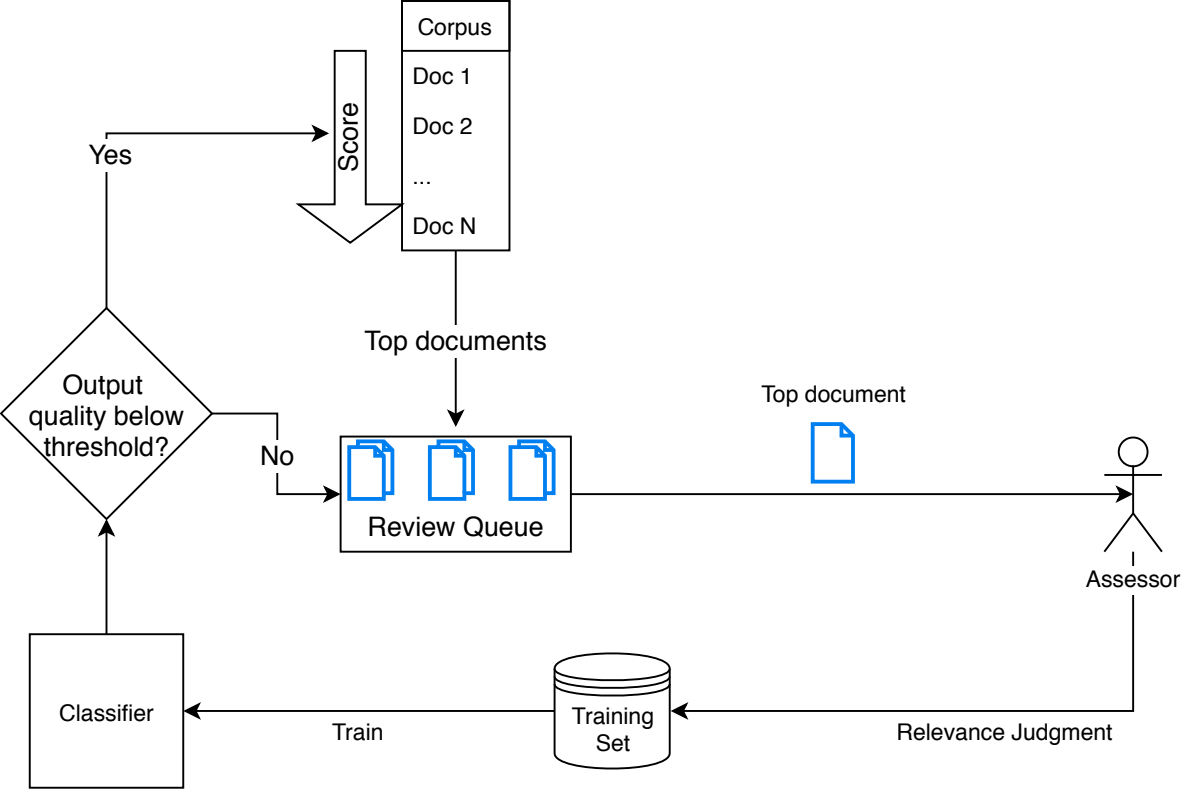 Corpus
Doc 1
Doc 2
...
Doc N
Score
Yes
Top documents
Output
quality below
threshold?
No
Top document
Review Queue
Assessor
Classifier
Train
Training
Set
Relevance Judgment